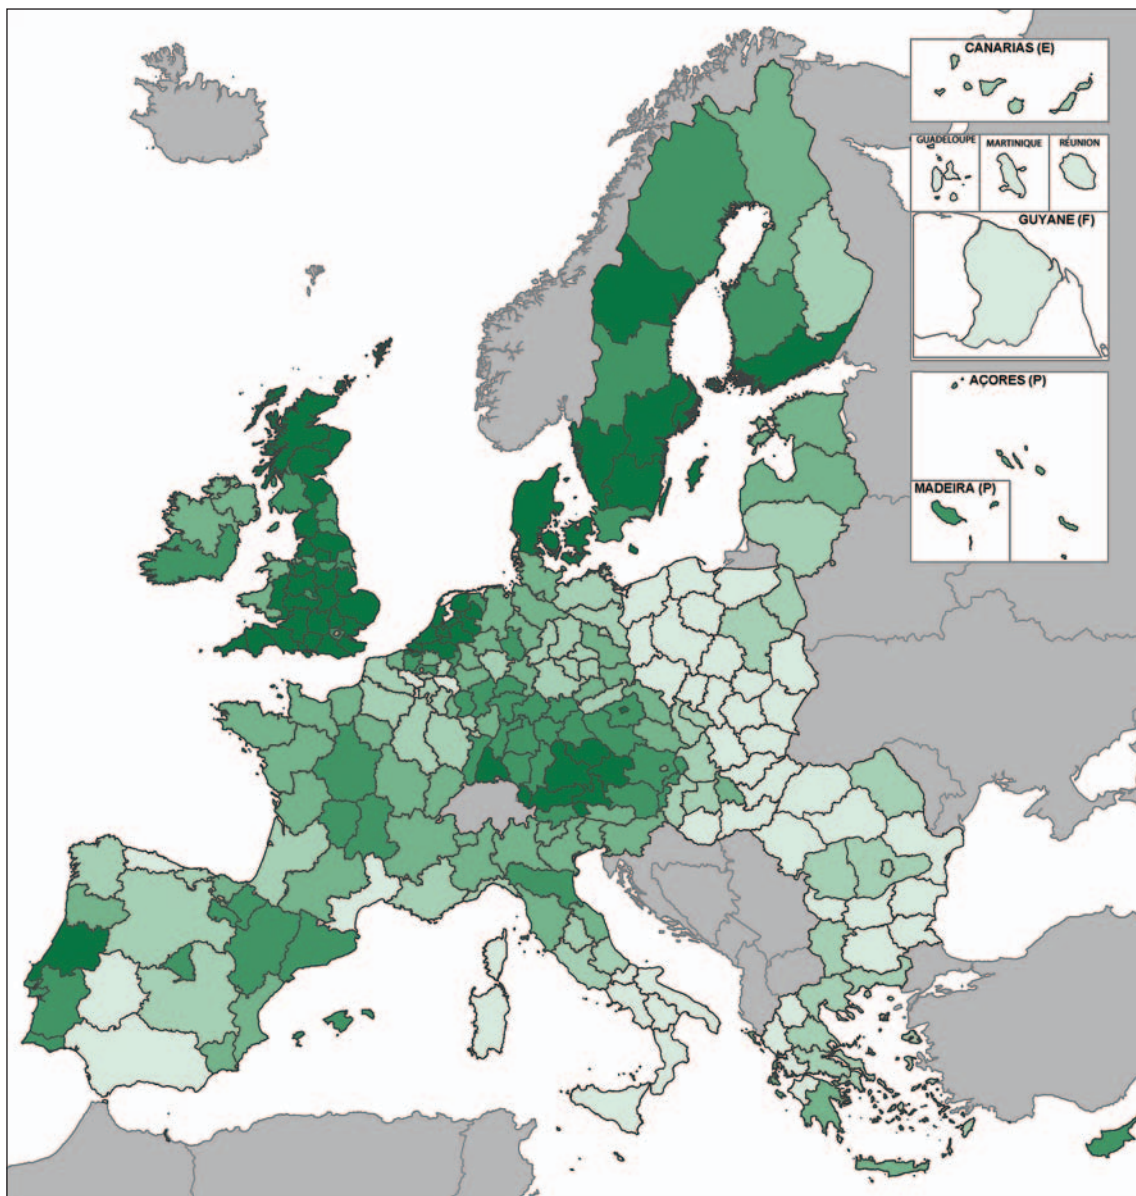 CANARIAS (E)
GUADELOUPE
MARTINIQUE
RÉUNION
GUYANE (F)
AÇORES (P)
MADEIRA (P)